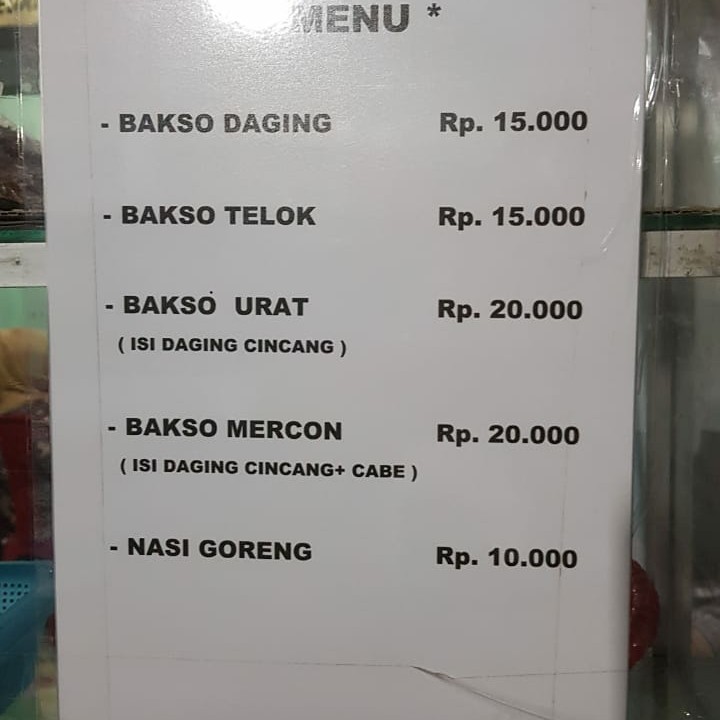 MENU *
- BAKSO DAGING Rp. 15.000
- BAKSO TELOK Rp. 15.000
- BAKSO URAT Rp. 20.000
( ISI DAGING CINCANG )
- BAKSO MERCON Rp. 20.000
( ISI DAGING CINCANG+ CABE )
- NASI GORENG Rp. 10.000